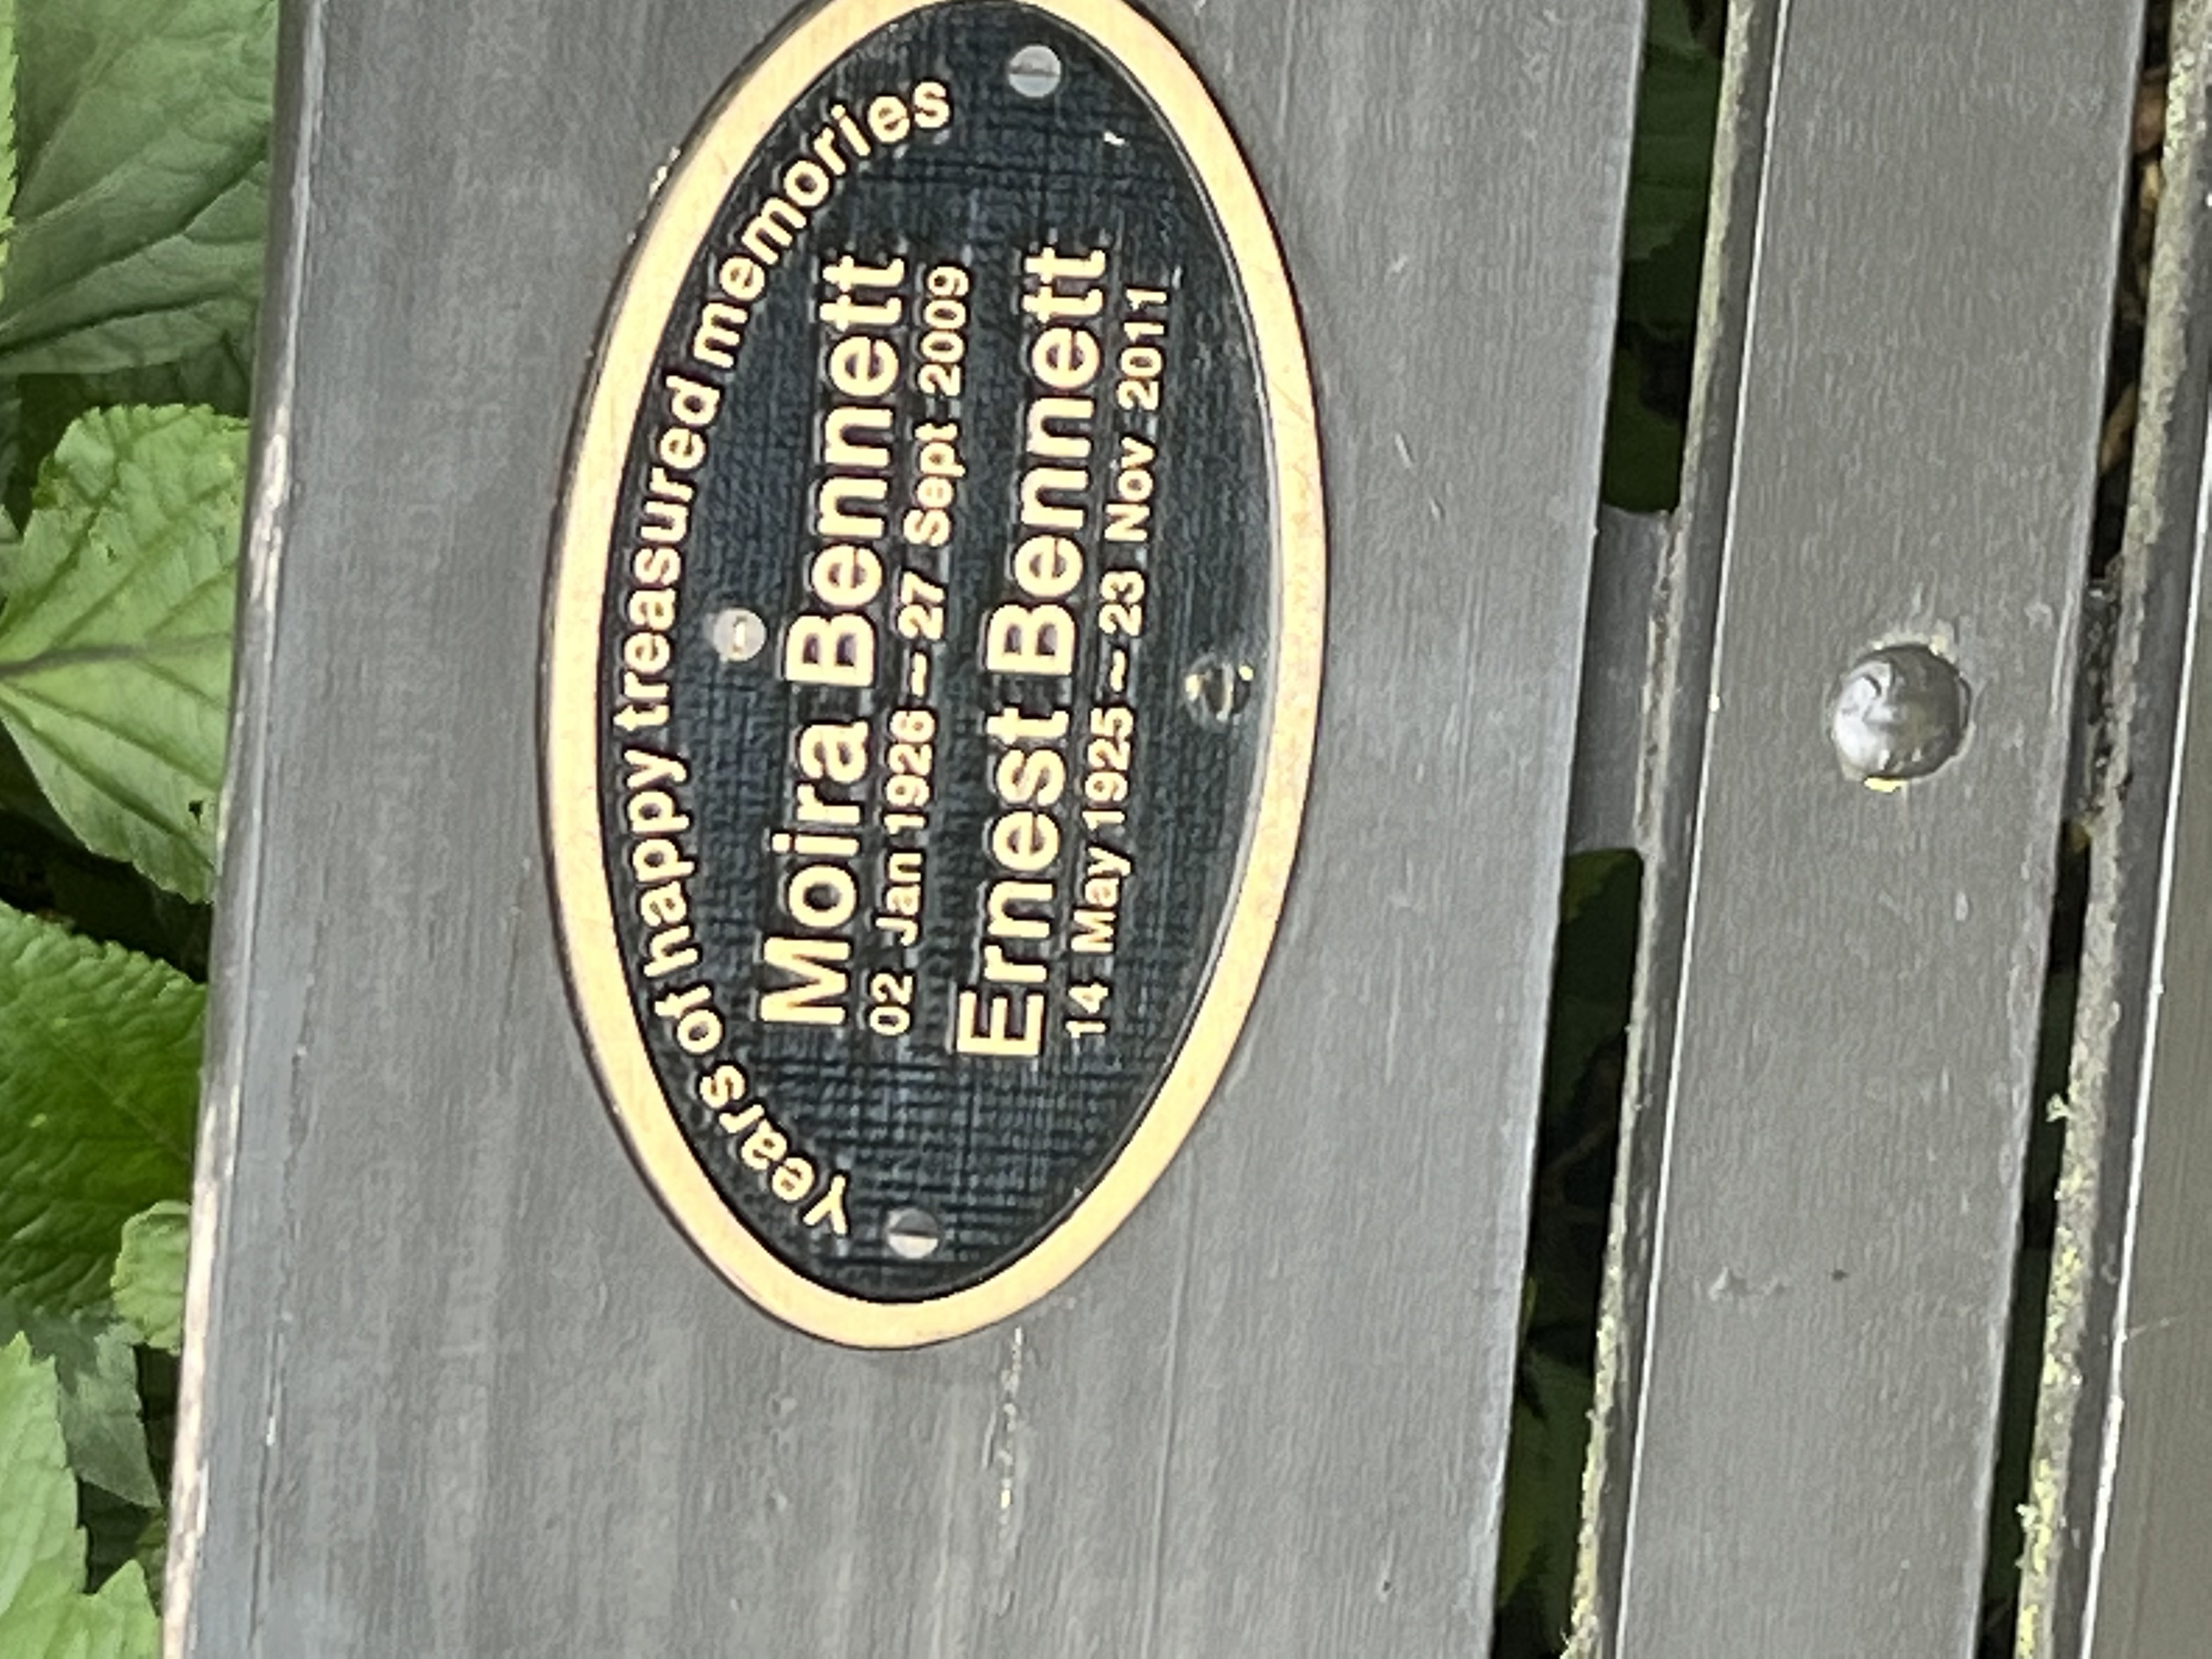 Years of happy treasured memories
Moira Bennett
02 Jan 1926 – 27 Sept 2009
Ernest Bennett
14 May 1925 – 23 Nov 2011